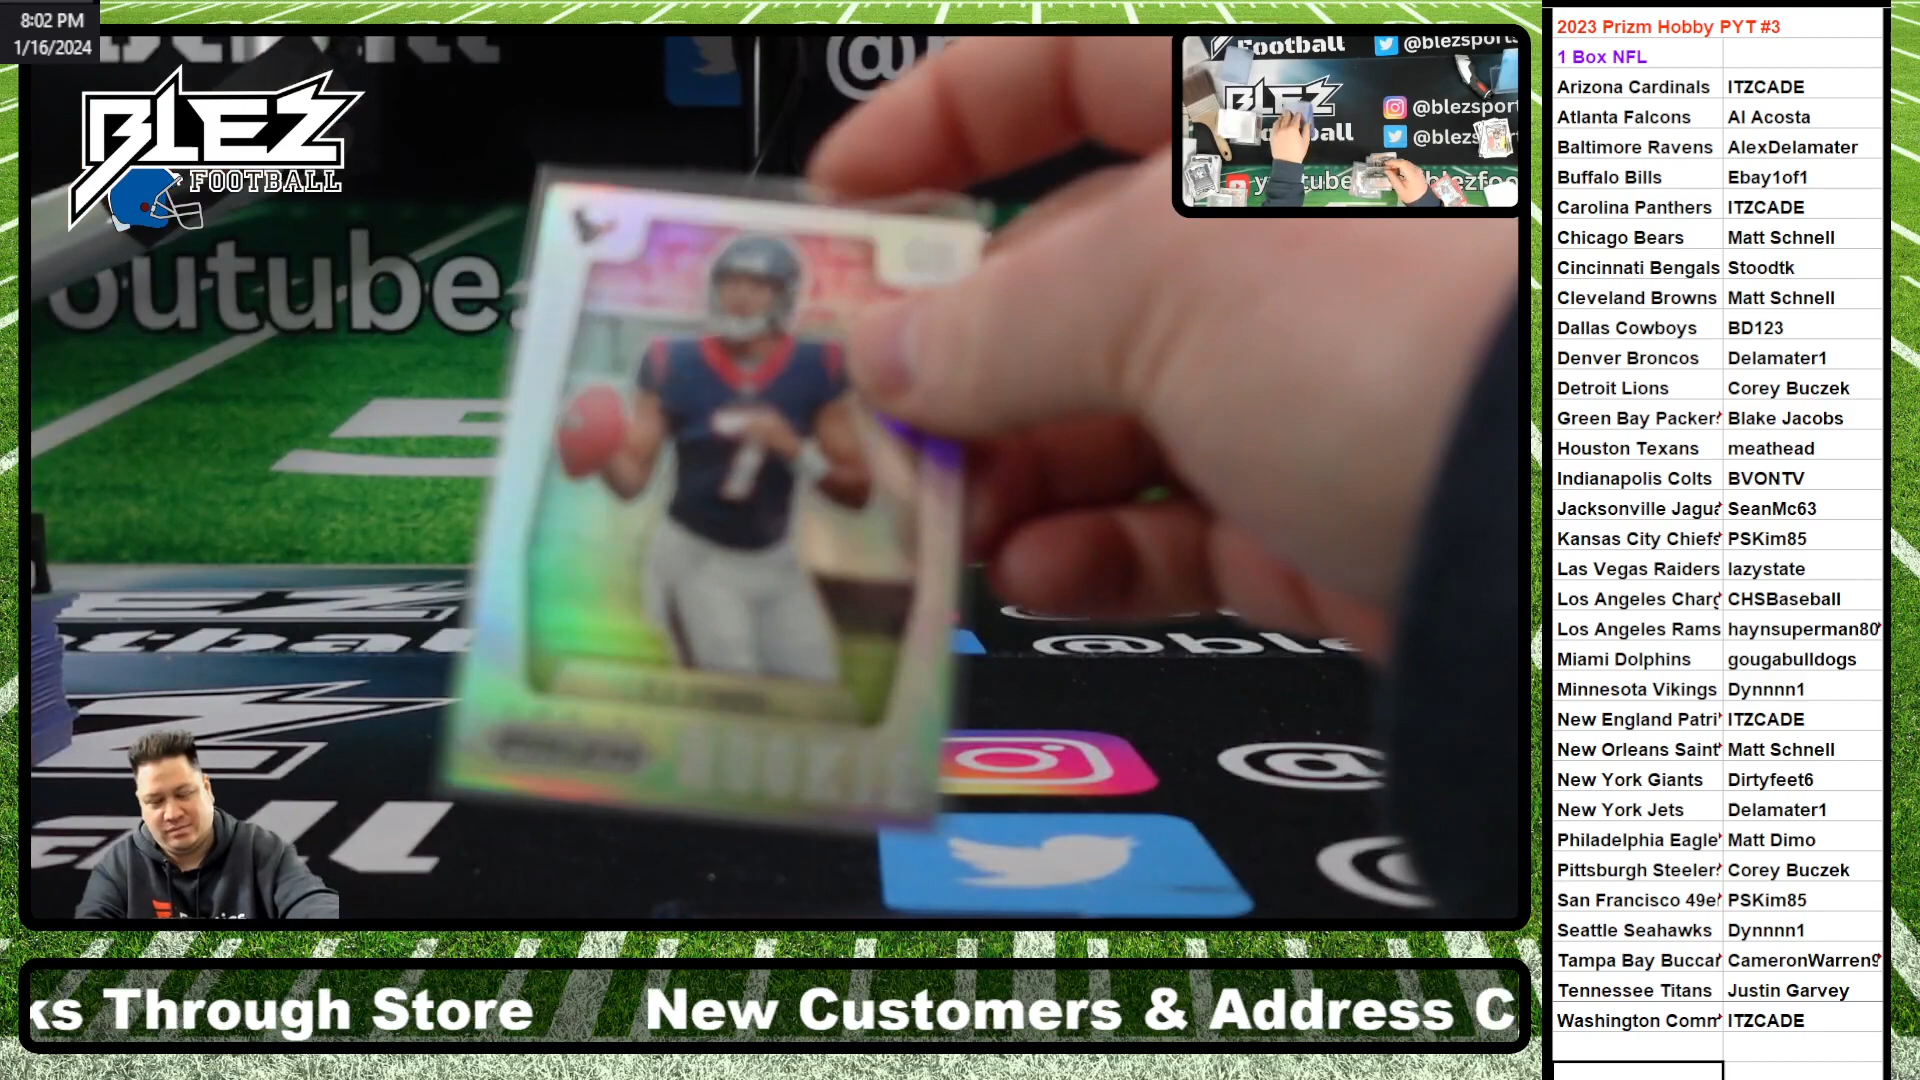 8:02 PM
1/16/2024
BLEZ
FOOTBALL
outube.
@
@ble
@
Football
@blezsport
BLEZ
@blezsport
@blezs
2023 Prizm Hobby PYT #3
1 Box NFL
Arizona Cardinals ITZCADE
Atlanta Falcons Al Acosta
Baltimore Ravens AlexDelamater
Buffalo Bills Ebay1of1
Carolina Panthers ITZCADE
Chicago Bears Matt Schnell
Cincinnati Bengals Stoodtk
Cleveland Browns Matt Schnell
Dallas Cowboys BD123
Denver Broncos Delamater1
Detroit Lions Corey Buczek
Green Bay Packer Blake Jacobs
Houston Texans meathead
Indianapolis Colts BVONTV
Jacksonville Jagua SeanMc63
Kansas City Chiefs PSKim85
Las Vegas Raiders lazystate
Los Angeles Charg CHSBaseball
Los Angeles Rams haynsuperman80
Miami Dolphins gougabulldogs
Minnesota Vikings Dynnnn1
New England Patri ITZCADE
New Orleans Saint Matt Schnell
New York Giants Dirtyfeet6
New York Jets Delamater1
Philadelphia Eagle Matt Dimo
Pittsburgh Steeler Corey Buczek
San Francisco 49e PSKim85
Seattle Seahawks Dynnnn1
Tampa Bay Buccar CameronWarren9
Tennessee Titans Justin Garvey
Washington Comm ITZCADE
ks Through Store New Customers & Address C